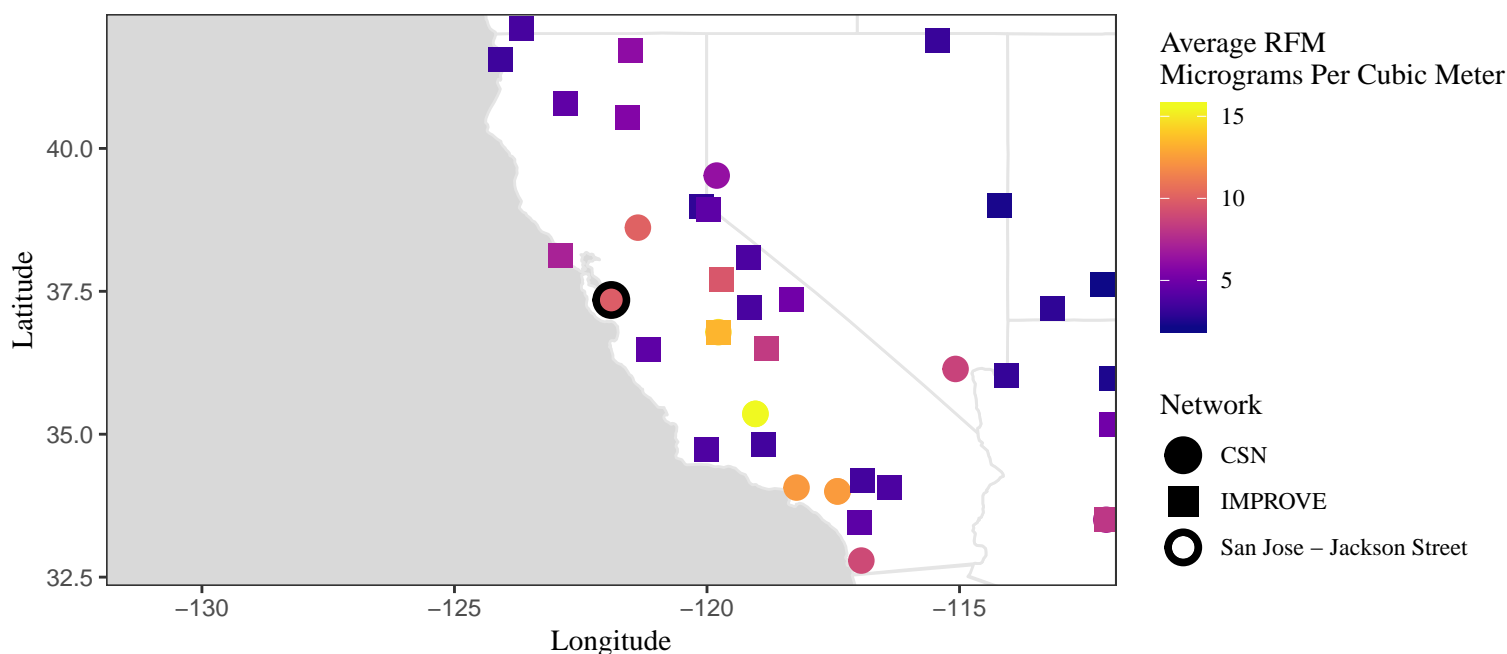 40.0
37.5
35.0
32.5
Latitude
−130
−125
−120
−115
Longitude
Average RFM
Micrograms Per Cubic Meter
15
10
5
Network
CSN
IMPROVE
San Jose − Jackson Street